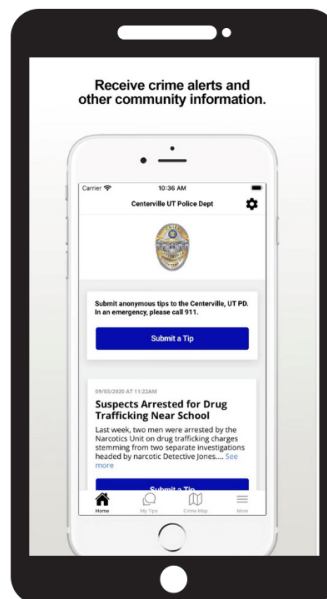 Receive crime alerts and
other community information.
Carrier 10:36 AM
Centerville UT Police Dept
Submit anonymous tips to the Centerville, UT PD.
In an emergency, please call 911.
Submit a Tip
09/03/2020 AT 11:22AM
Suspects Arrested for Drug
Trafficking Near School
Last week, two men were arrested by the
Narcotics Unit on drug trafficking charges
stemming from two separate investigations
headed by narcotic Detective Jones.... See
more
Submit a Tip
Home My Tips Crime Map More